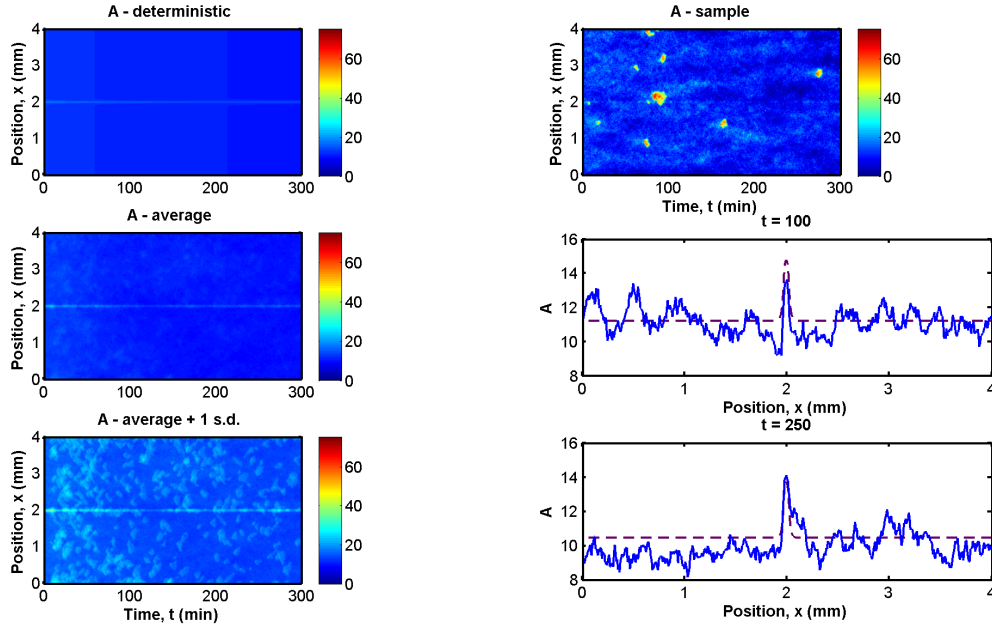 A - deterministic
Position, x (mm)
4
3
2
1
0
0 100 200 300
60
40
20
0
A - average
Position, x (mm)
4
3
2
1
0
0 100 200 300
60
40
20
0
A - average + 1 s.d.
Position, x (mm)
4
3
2
1
0
0 100 200 300
Time, t (min)
60
40
20
0
A - sample
Position, x (mm)
4
3
2
1
0
0 100 200 300
Time, t (min)
60
40
20
0
t = 100
A
16
14
12
10
8
0 1 2 3 4
Position, x (mm)
t = 250
A
16
14
12
10
8
0 1 2 3 4
Position, x (mm)